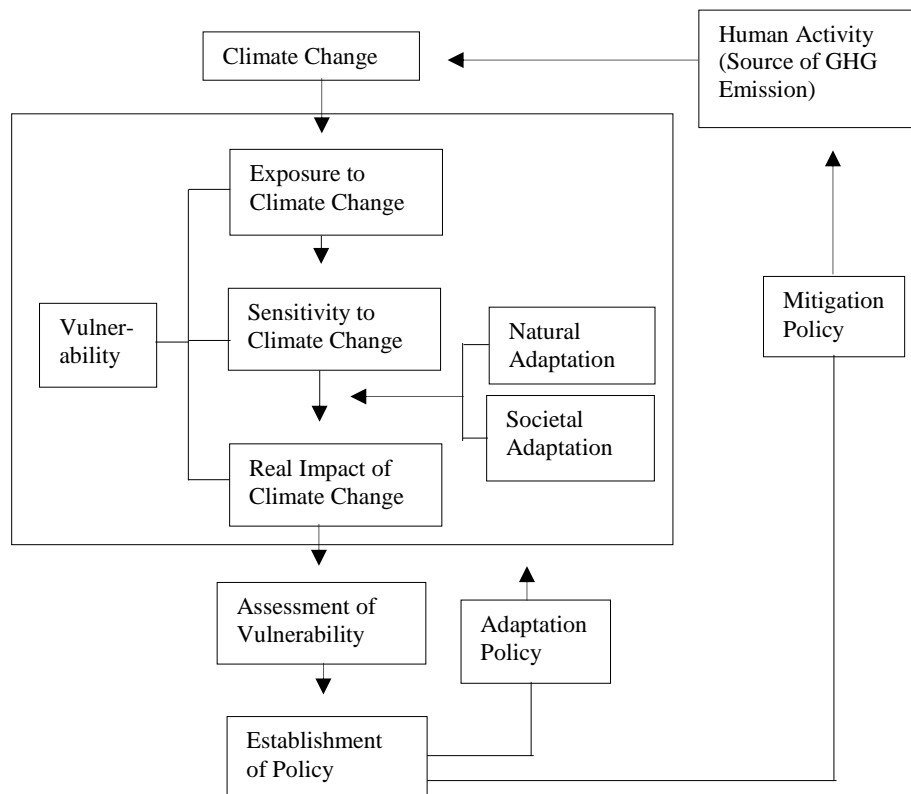 Climate Change
Human Activity
(Source of GHG
Emission)
Exposure to
Climate Change
Vulner-
ability
Sensitivity to
Climate Change
Natural
Adaptation
Societal
Adaptation
Mitigation
Policy
Real Impact of
Climate Change
Assessment of
Vulnerability
Adaptation
Policy
Establishment
of Policy